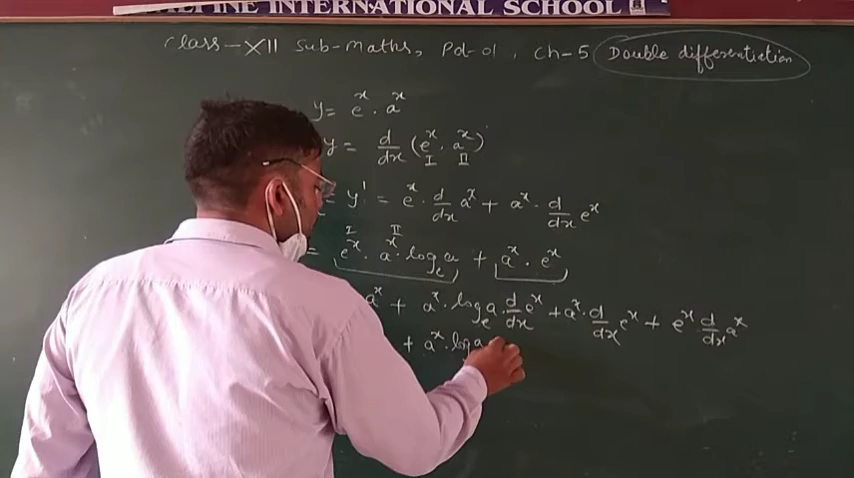 INTERNATIONAL SCHOOL
Class-XII Sub-Maths, Pd-01, Ch-5 Double differentiation
y = e^x . a^x
y = d/dx (e^x . a^x)
I II
= y' = e^x . d/dx a^x + a^x . d/dx e^x
I II
= e^x . a^x . log_e a + a^x . e^x
a^x + a^x . log_e a . d/dx e^x + a^x . d/dx e^x + e^x d/dx a^x
+ a^x . log a